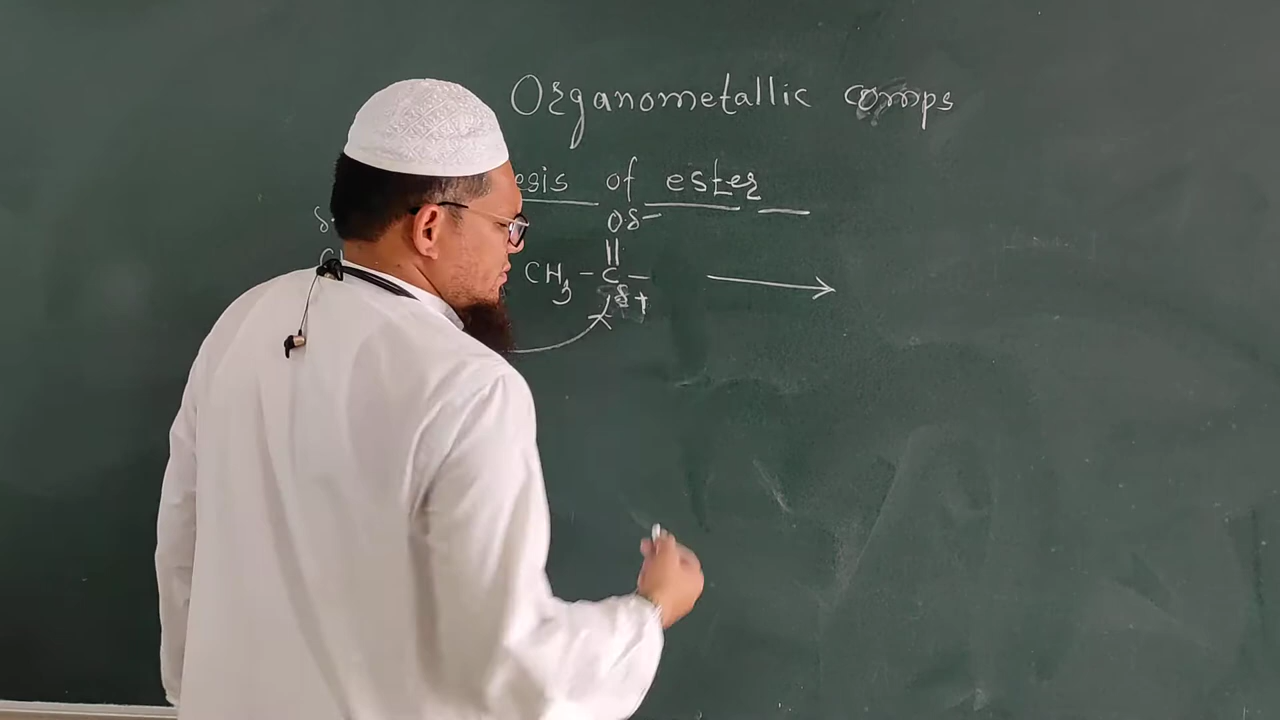 Organometallic comps
esis of ester
δ- Oδ-
||
CH3 - C -
δ+